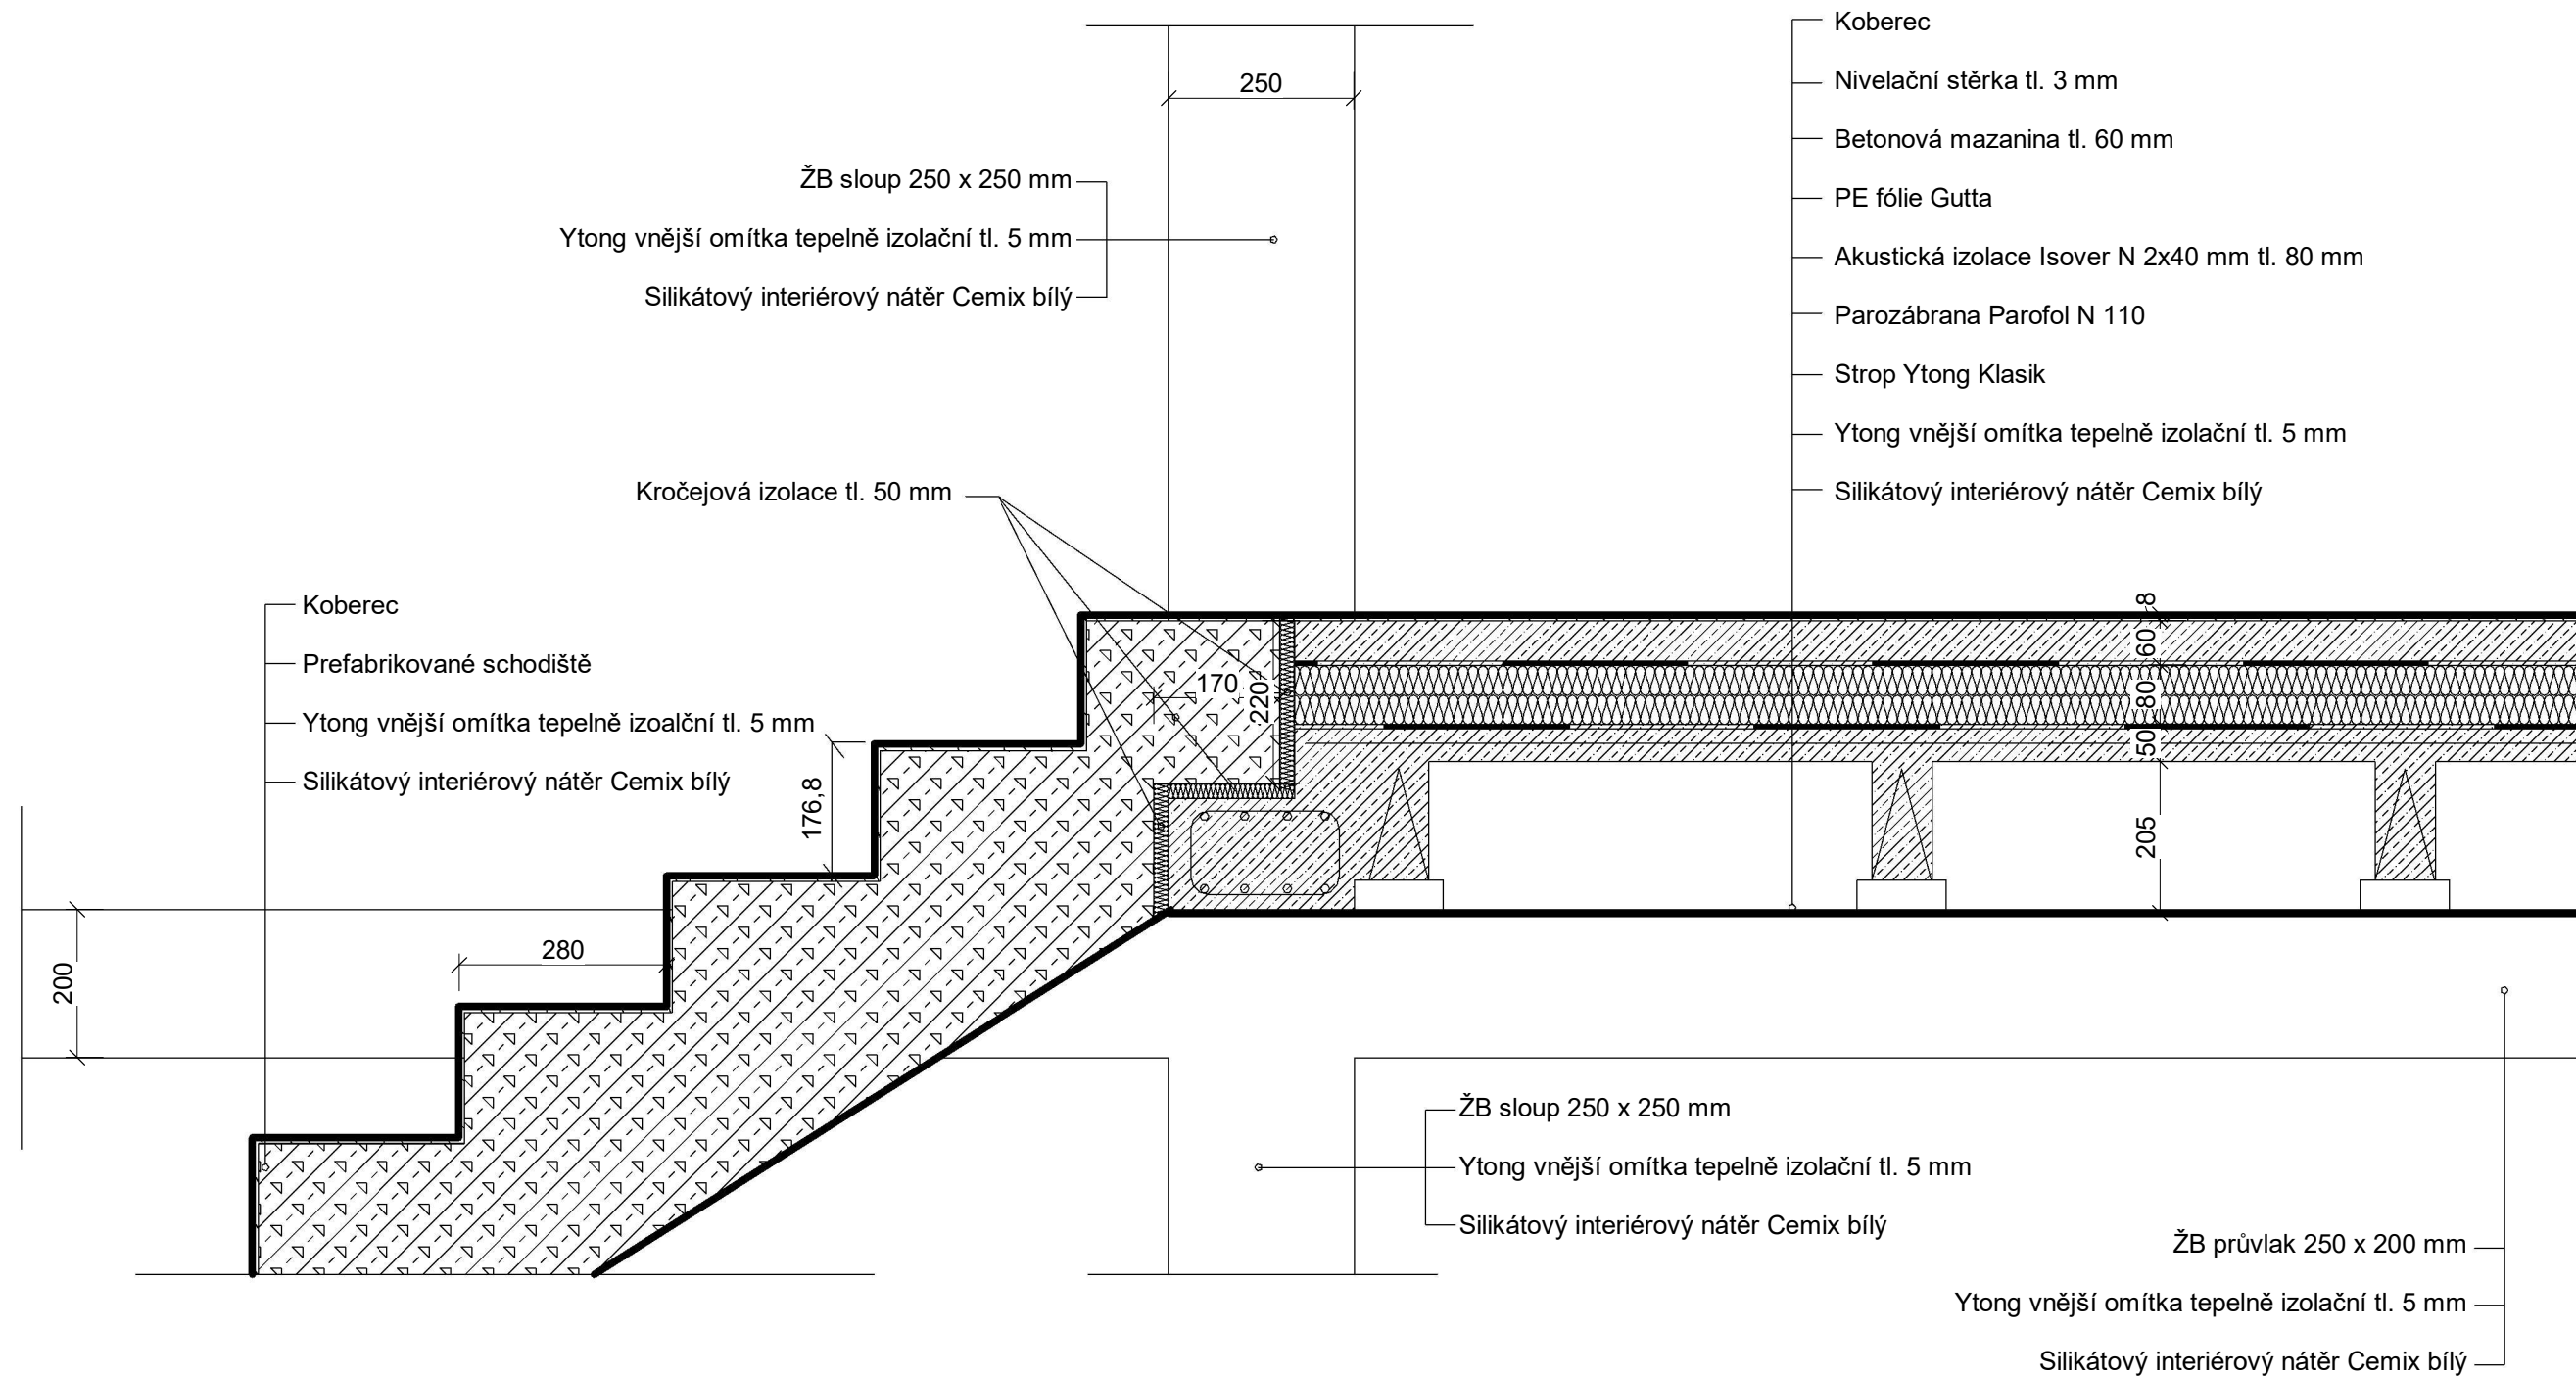 Koberec
Nivelační stěrka tl. 3 mm
Betonová mazanina tl. 60 mm
PE fólie Gutta
Akustická izolace Isover N 2x40 mm tl. 80 mm
Parozábrana Parofol N 110
Strop Ytong Klasik
Ytong vnější omítka tepelně izolační tl. 5 mm
Silikátový interiérový nátěr Cemix bílý
250
ŽB sloup 250 x 250 mm
Ytong vnější omítka tepelně izolační tl. 5 mm
Silikátový interiérový nátěr Cemix bílý
Kročejová izolace tl. 50 mm
Koberec
Prefabrikované schodiště
Ytong vnější omítka tepelně izoalční tl. 5 mm
Silikátový interiérový nátěr Cemix bílý
8
60
80
50
205
170
220
176,8
280
200
ŽB sloup 250 x 250 mm
Ytong vnější omítka tepelně izolační tl. 5 mm
Silikátový interiérový nátěr Cemix bílý
ŽB průvlak 250 x 200 mm
Ytong vnější omítka tepelně izolační tl. 5 mm
Silikátový interiérový nátěr Cemix bílý